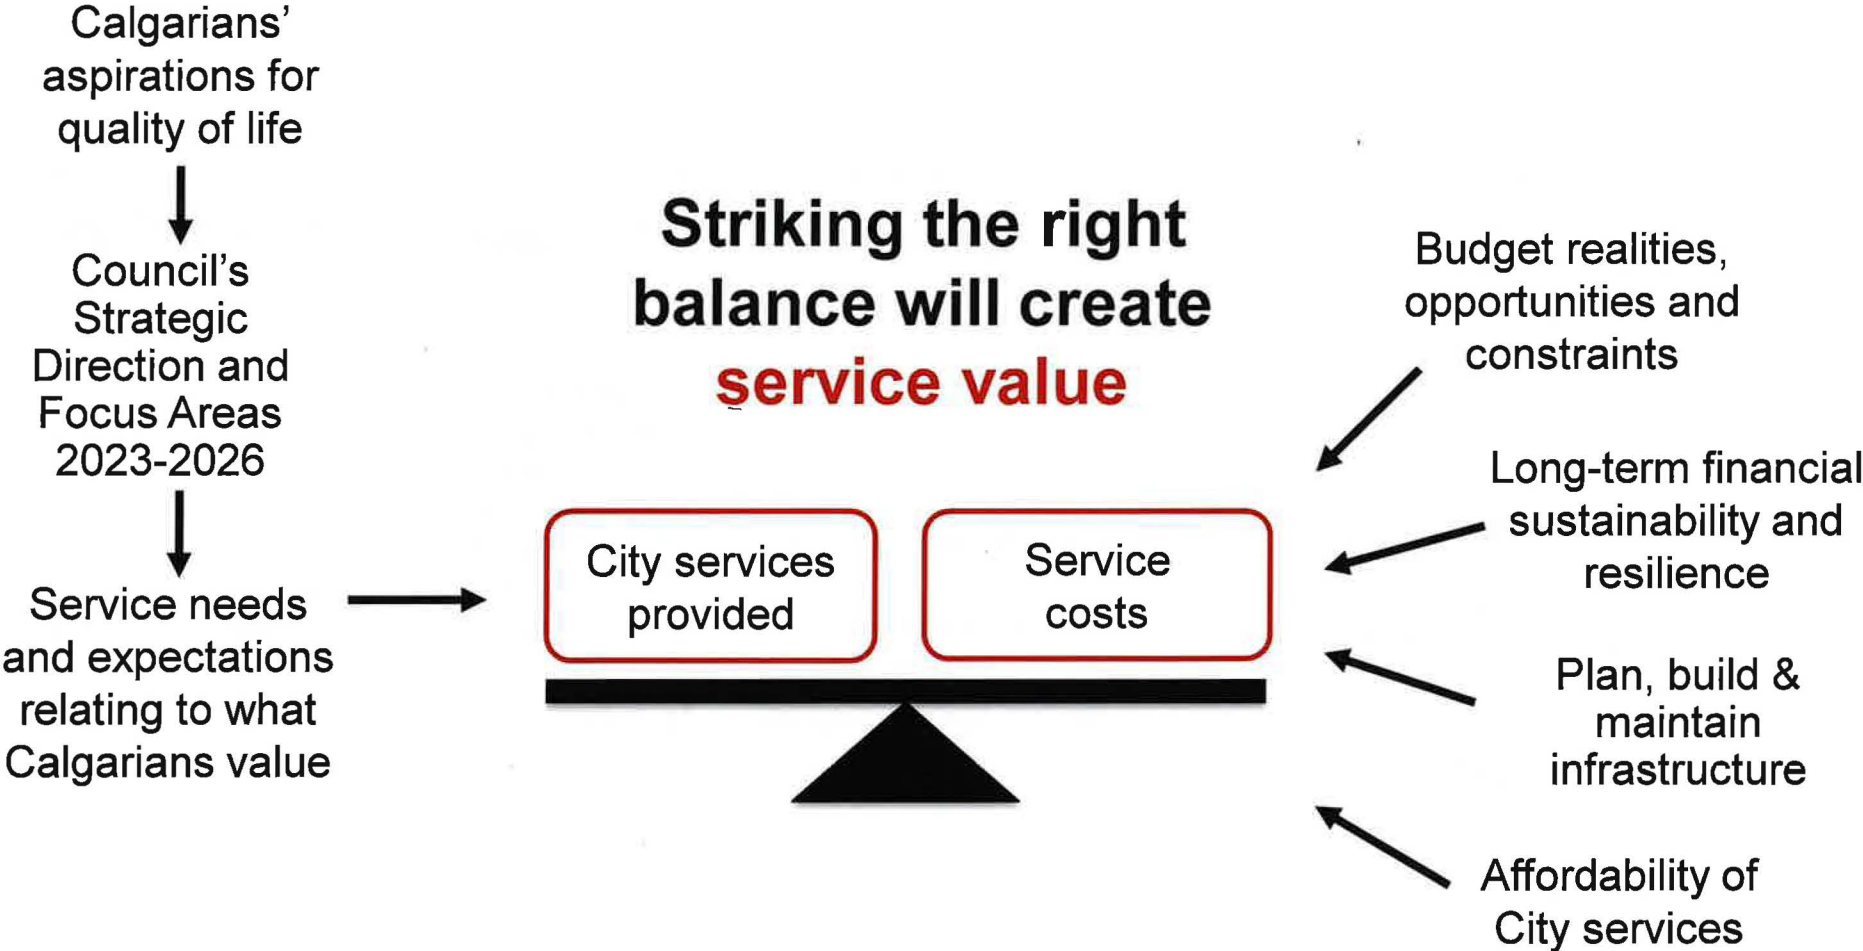 Calgarians’
aspirations for
quality of life
Council’s
Strategic
Direction and
Focus Areas
2023-2026
Service needs
and expectations
relating to what
Calgarians value
Striking the right
balance will create
service value
City services
provided
Service
costs
Budget realities,
opportunities and
constraints
Long-term financial
sustainability and
resilience
Plan, build &
maintain
infrastructure
Affordability of
City services